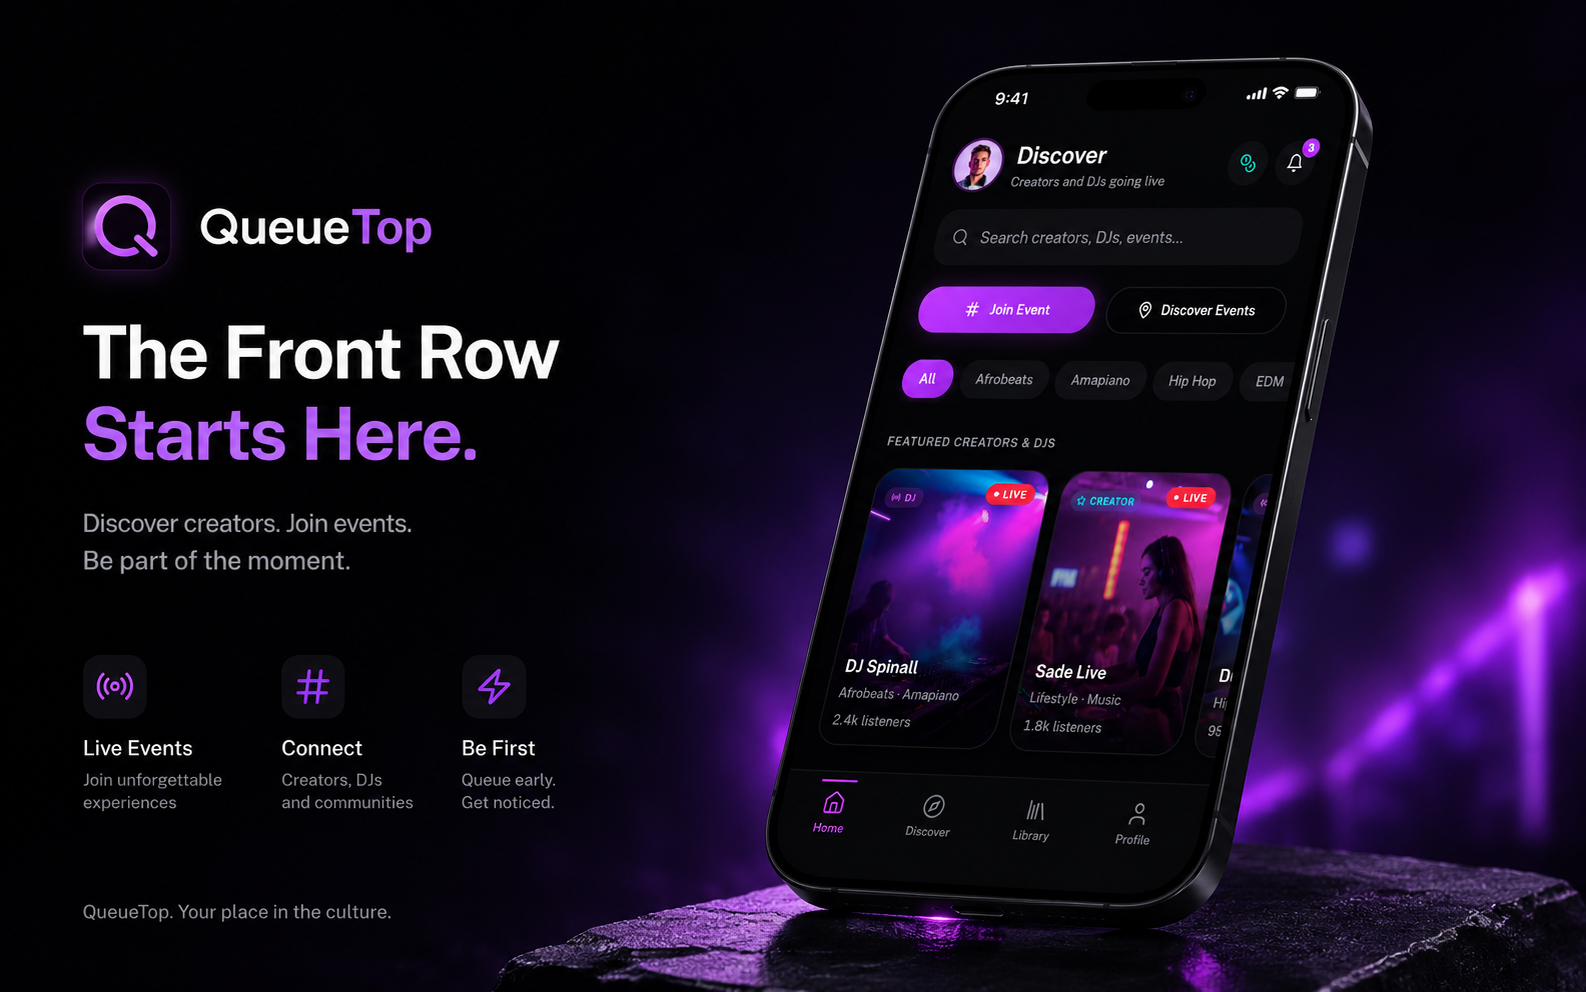 QueueTop
The Front Row
Starts Here.
Discover creators. Join events.
Be part of the moment.
Live Events
Join unforgettable
experiences
Connect
Creators, DJs
and communities
Be First
Queue early.
Get noticed.
QueueTop. Your place in the culture.
9:41
Discover
Creators and DJs going live
3
Search creators, DJs, events...
# Join Event
Discover Events
All
Afrobeats
Amapiano
Hip Hop
EDM
FEATURED CREATORS & DJS
DJ
LIVE
DJ Spinall
Afrobeats · Amapiano
2.4k listeners
CREATOR
LIVE
Sade Live
Lifestyle · Music
1.8k listeners
Home
Discover
Library
Profile